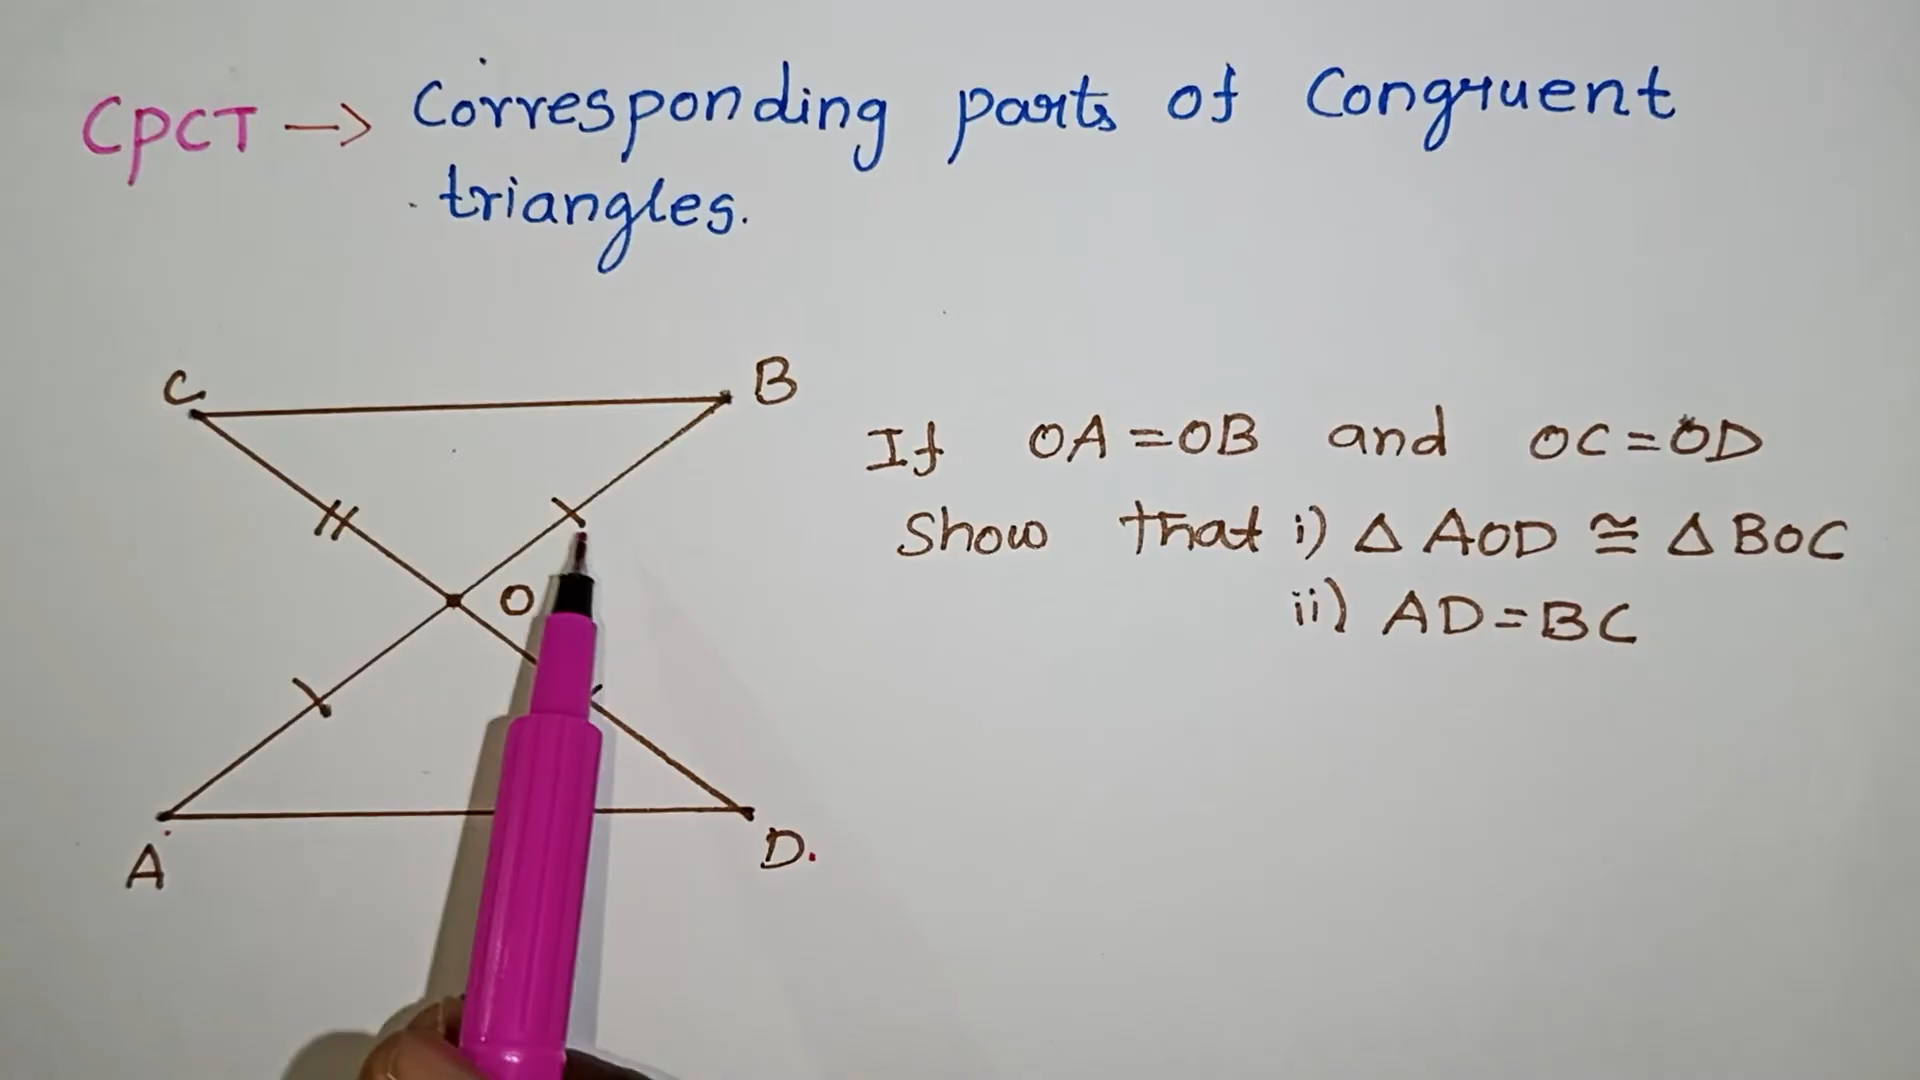 CPCT → Corresponding parts of Congruent
triangles.
C
B
If OA=OB and OC=OD
Show that i) △ AOD ≅ △ BOC
O
ii) AD=BC
A
D.